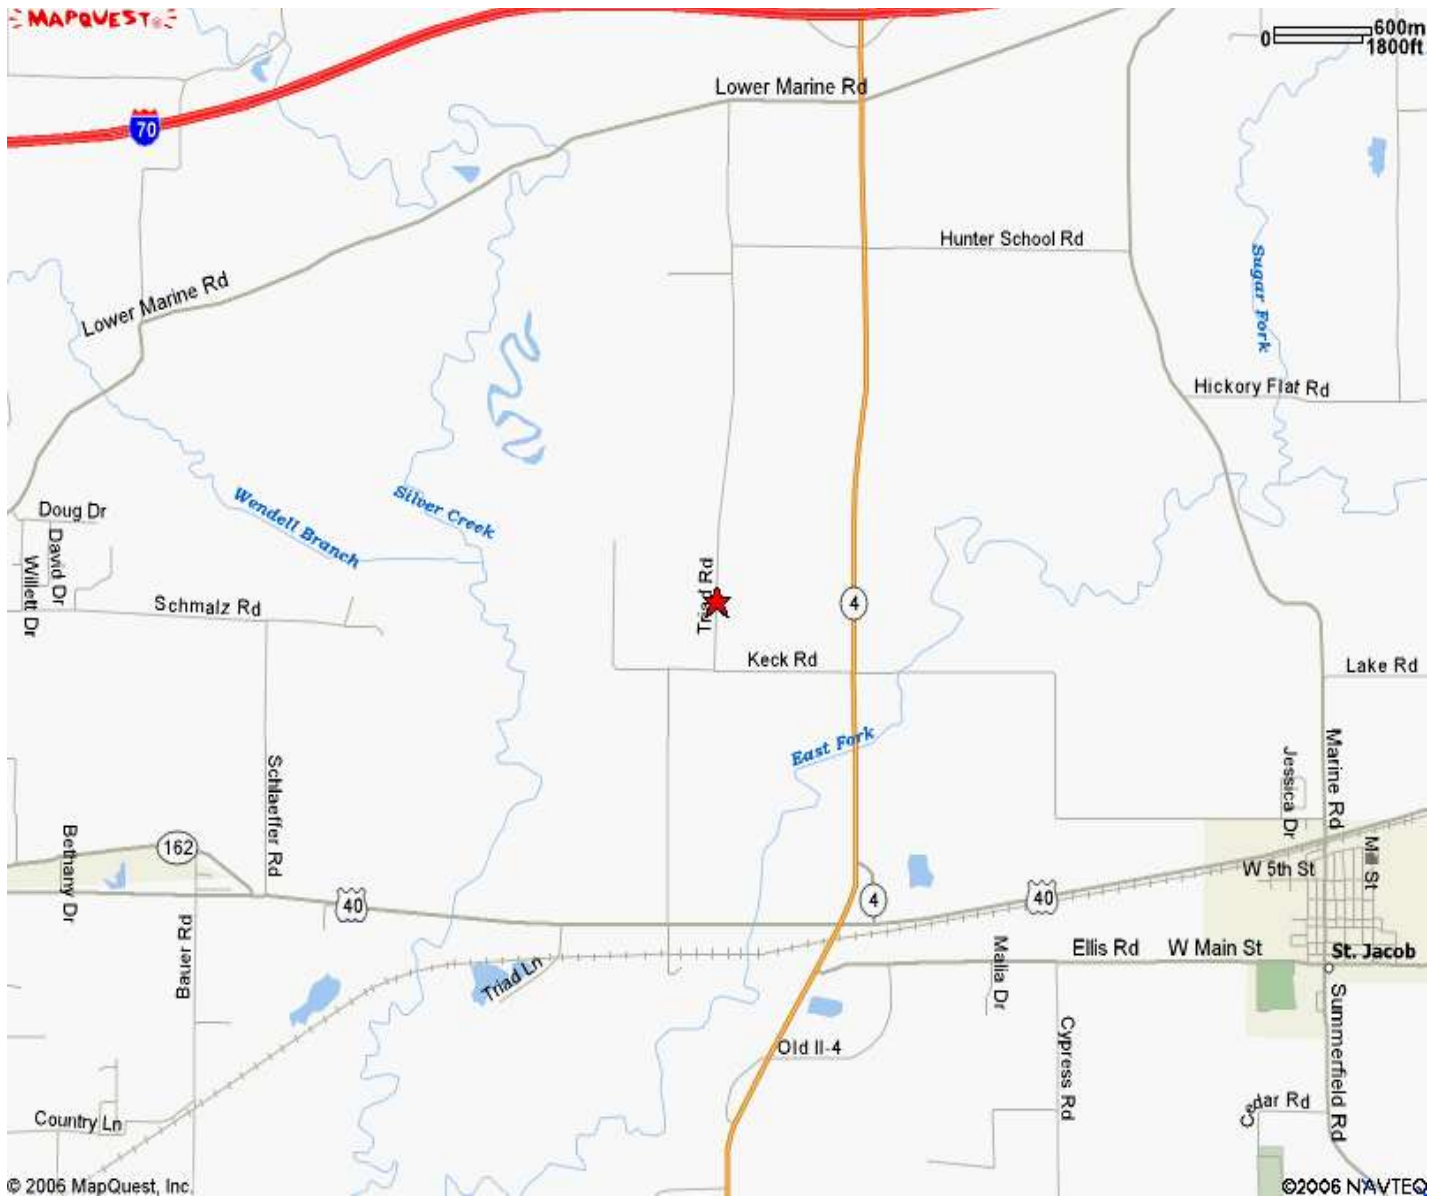 MAPQUEST
600m
0
1800ft
70
Lower Marine Rd
Hunter School Rd
Sugar Fork
Lower Marine Rd
Hickory Flat Rd
Doug Dr
Wendell Branch
Silver Creek
David Dr
Willett Dr
Schmalz Rd
Triad Rd
4
Keck Rd
Lake Rd
East Fork
Marine Rd
Jessica Dr
Schlaeffer Rd
Bethany Dr
162
Mill St
W 5th St
40
4
40
Bauer Rd
Triad Ln
Malia Dr
Ellis Rd
W Main St
St. Jacob
Old Il-4
Cypress Rd
Summerfield Rd
Cedar Rd
Country Ln
© 2006 MapQuest, Inc.
©2006 NAVTEQ